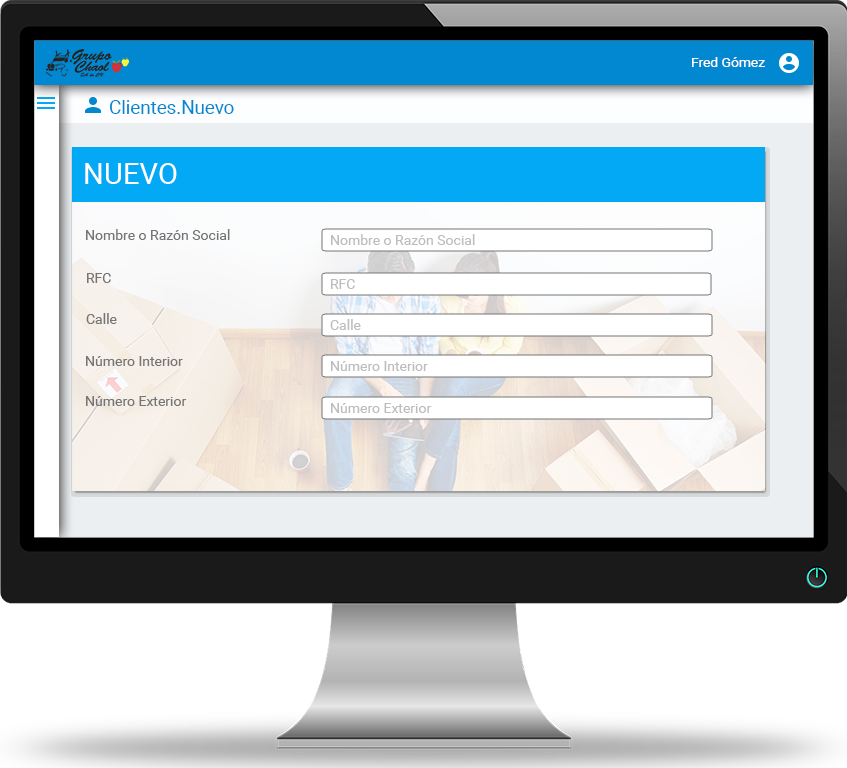 Grupo
Chaol
S.A. de C.V.
Fred Gómez
Clientes.Nuevo
NUEVO
Nombre o Razón Social
Nombre o Razón Social
RFC
RFC
Calle
Calle
Número Interior
Número Interior
Número Exterior
Número Exterior